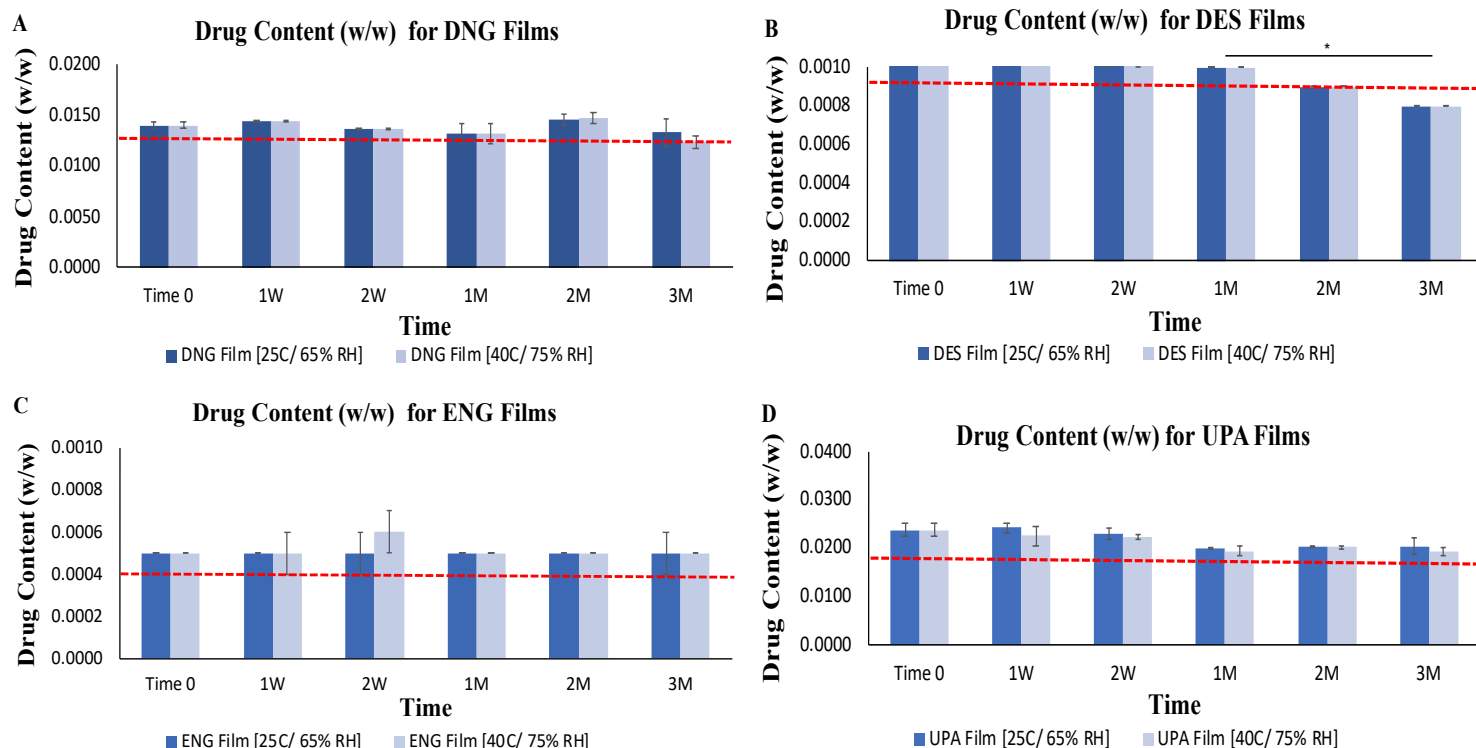 A
Drug Content (w/w) for DNG Films
Drug Content (w/w)
0.0200
0.0150
0.0100
0.0050
0.0000
Time 0 1W 2W 1M 2M 3M
Time
DNG Film [25C/ 65% RH] DNG Film [40C/ 75% RH]
B
Drug Content (w/w) for DES Films
*
Drug Content (w/w)
0.0010
0.0008
0.0006
0.0004
0.0002
0.0000
Time 0 1W 2W 1M 2M 3M
Time
DES Film [25C/ 65% RH] DES Film [40C/ 75% RH]
C
Drug Content (w/w) for ENG Films
Drug Content (w/w)
0.0010
0.0008
0.0006
0.0004
0.0002
0.0000
Time 0 1W 2W 1M 2M 3M
Time
ENG Film [25C/ 65% RH] ENG Film [40C/ 75% RH]
D
Drug Content (w/w) for UPA Films
Drug Content (w/w)
0.0400
0.0300
0.0200
0.0100
0.0000
Time 0 1W 2W 1M 2M 3M
Time
UPA Film [25C/ 65% RH] UPA Film [40C/ 75% RH]